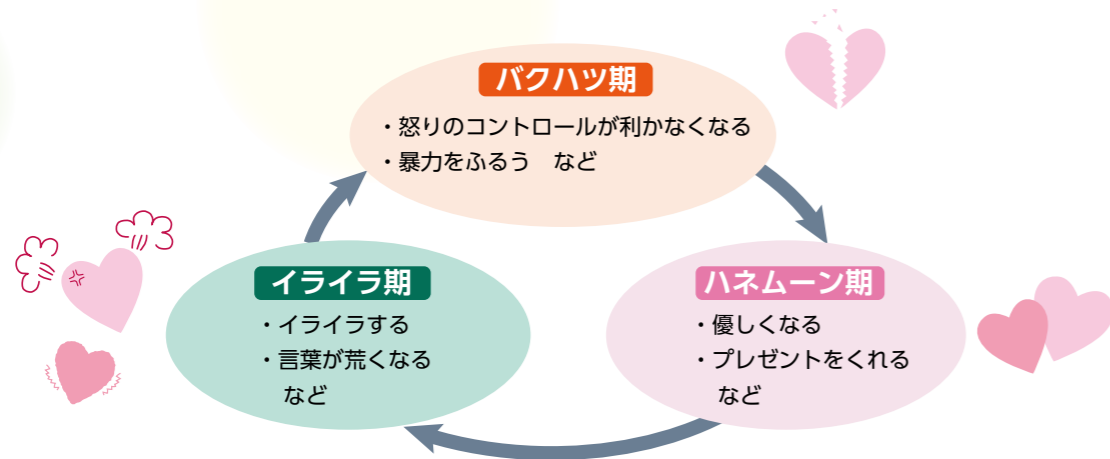 バクハツ期
・怒りのコントロールが利かなくなる
・暴力をふるう　など
イライラ期
・イライラする
・言葉が荒くなる
など
ハネムーン期
・優しくなる
・プレゼントをくれる
など